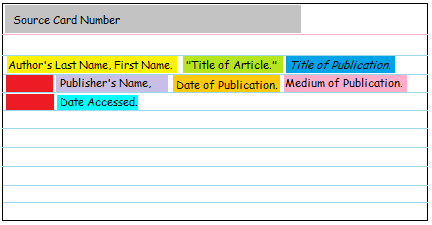 Source Card Number
Author's Last Name, First Name. "Title of Article." Title of Publication.
Publisher's Name, Date of Publication. Medium of Publication.
Date Accessed.